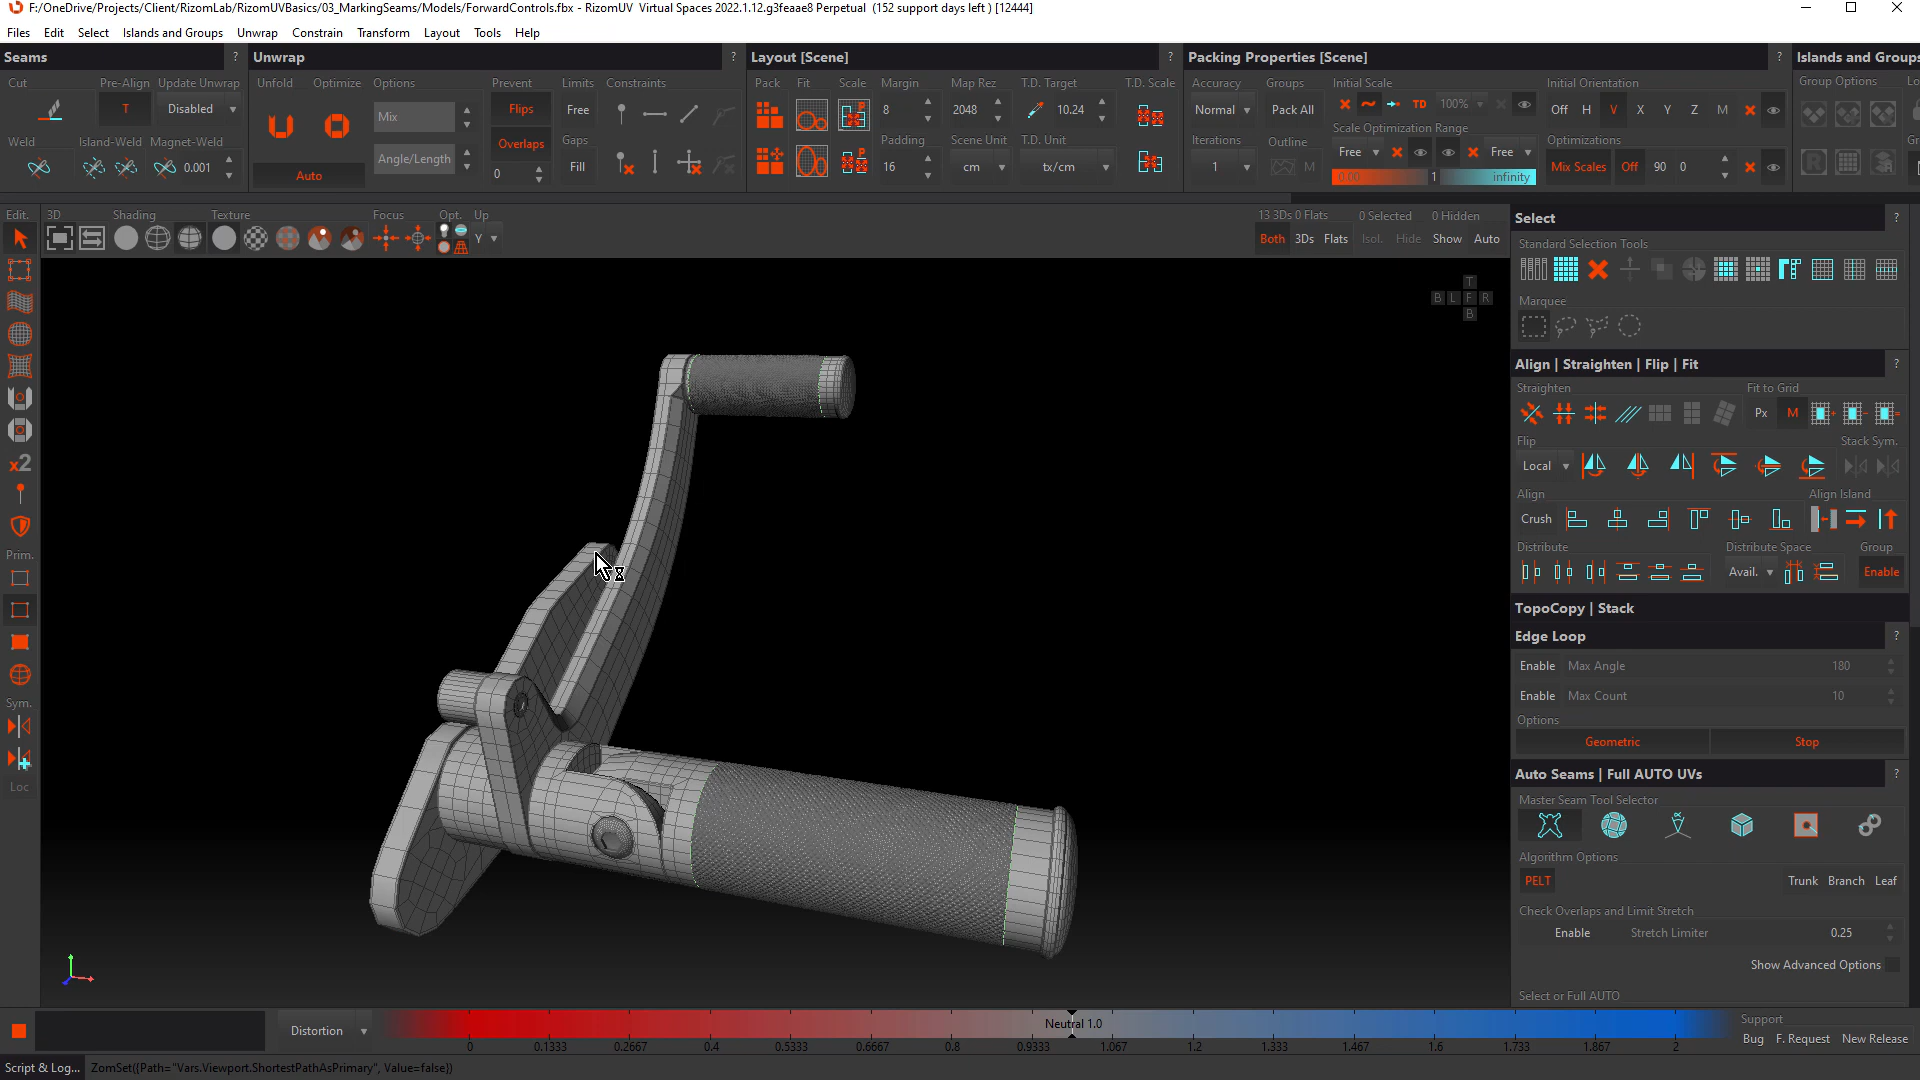 F:/OneDrive/Projects/Client/RizomLab/RizomUVBasics/03_MarkingSeams/Models/ForwardControls.fbx - RizomUV Virtual Spaces 2022.1.12.g3feaae8 Perpetual (152 support days left ) [12444]
Files Edit Select Islands and Groups Unwrap Constrain Transform Layout Tools Help
Seams ? Unwrap ? Layout [Scene] ? Packing Properties [Scene] ? Islands and Groups
Cut Pre-Align Update Unwrap Unfold Optimize Options Prevent Limits Constraints Pack Fit Scale Margin Map Rez T.D. Target T.D. Scale Accuracy Groups Initial Scale Initial Orientation Group Options
T Disabled Mix Flips Free 8 2048 10.24 Normal Pack All TD 100% Off H V X Y Z M
Weld Island-Weld Magnet-Weld Overlaps Gaps Padding Scene Unit T.D. Unit Iterations Outline Scale Optimization Range Optimizations
0.001 Auto Angle/Length 0 Fill 16 cm tx/cm 1 M Free Free Mix Scales Off 90 0
0.00 1 infinity
Edit. 3D Shading Texture Focus Opt. Up 13 3Ds 0 Flats 0 Selected 0 Hidden Select ?
Y Both 3Ds Flats Isol. Hide Show Auto
Standard Selection Tools
T
B L F R
B
Marquee
Align | Straighten | Flip | Fit ?
Straighten Fit to Grid
Px M
Flip Stack Sym.
Local
x2
Align Align Island
Crush
Distribute Distribute Space Group
Prim.
Avail. Enable
TopoCopy | Stack
Edge Loop ?
Enable Max Angle 180
Enable Max Count 10
Sym.
Options
Geometric Stop
Auto Seams | Full AUTO UVs ?
Loc
Master Seam Tool Selector
Algorithm Options
PELT Trunk Branch Leaf
Check Overlaps and Limit Stretch
Enable Stretch Limiter 0.25
Show Advanced Options
Select or Full AUTO
Distortion Neutral 1.0
0 0.1333 0.2667 0.4 0.5333 0.6667 0.8 0.9333 1.067 1.2 1.333 1.467 1.6 1.733 1.867 2
Support
Bug F. Request New Release
Script & Log... ZomSet({Path="Vars.Viewport.ShortestPathAsPrimary", Value=false})